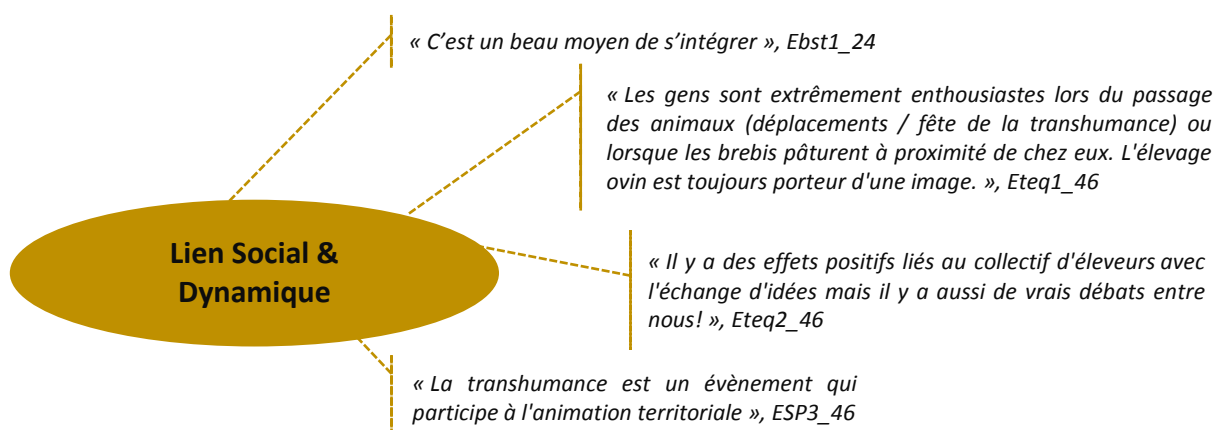 « C’est un beau moyen de s’intégrer », Ebst1_24
« Les gens sont extrêmement enthousiastes lors du passage
des animaux (déplacements / fête de la transhumance) ou
lorsque les brebis pâturent à proximité de chez eux. L'élevage
ovin est toujours porteur d'une image. », Eteq1_46
Lien Social &
Dynamique
« Il y a des effets positifs liés au collectif d'éleveurs avec
l'échange d'idées mais il y a aussi de vrais débats entre
nous! », Eteq2_46
« La transhumance est un évènement qui
participe à l'animation territoriale », ESP3_46